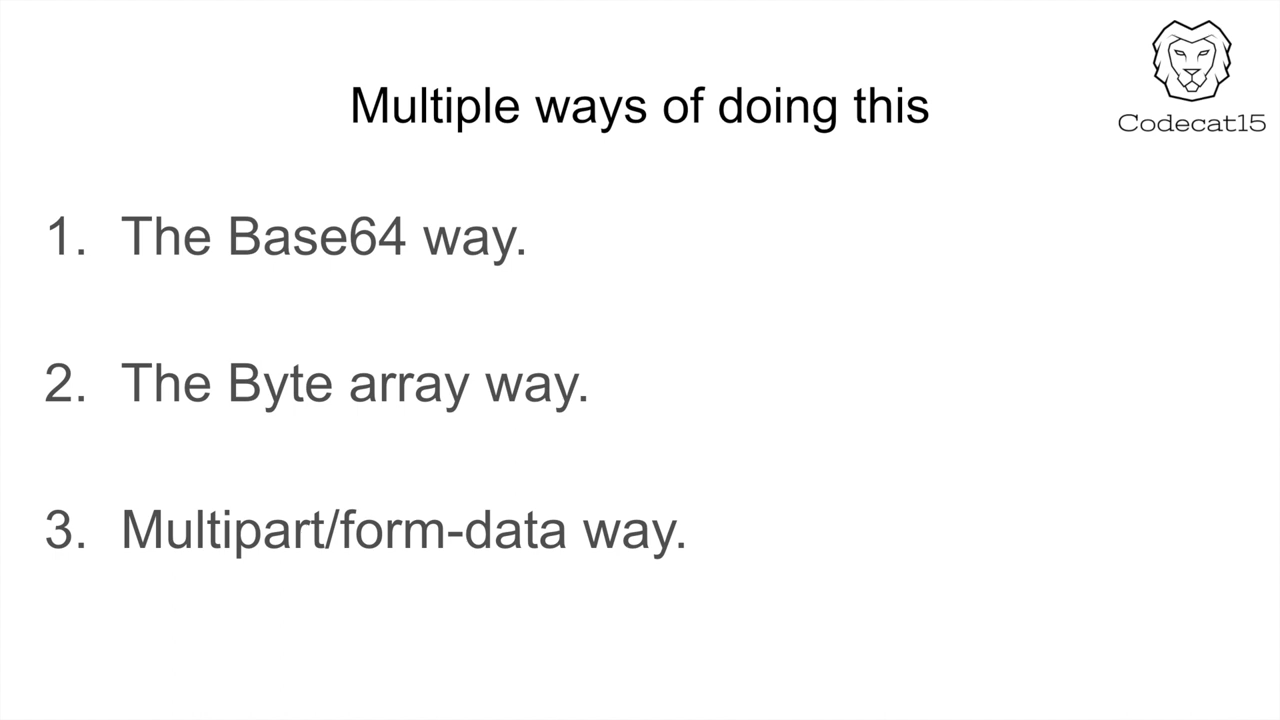 Codecat15
Multiple ways of doing this
1. The Base64 way.
2. The Byte array way.
3. Multipart/form-data way.